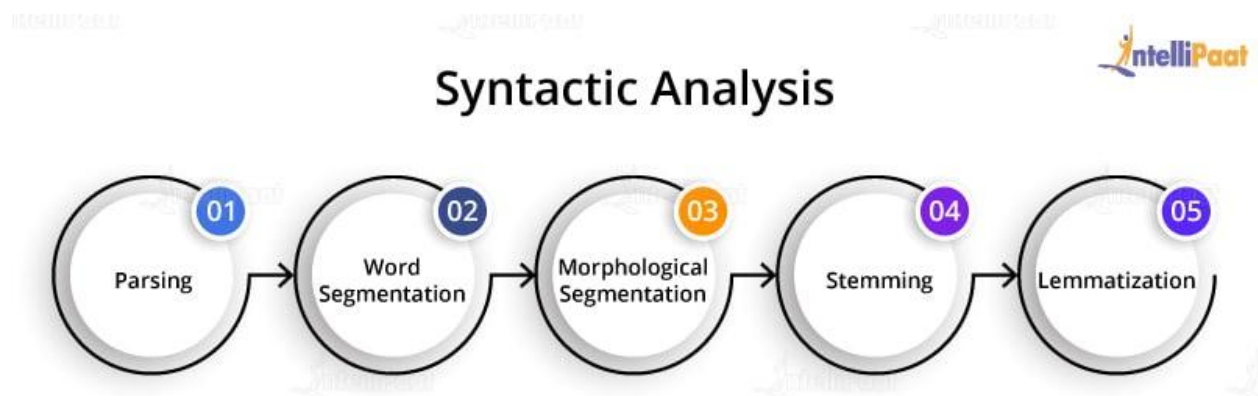 IntelliPaat
Syntactic Analysis
01
02
03
04
05
Parsing
Word
Segmentation
Morphological
Segmentation
Stemming
Lemmatization